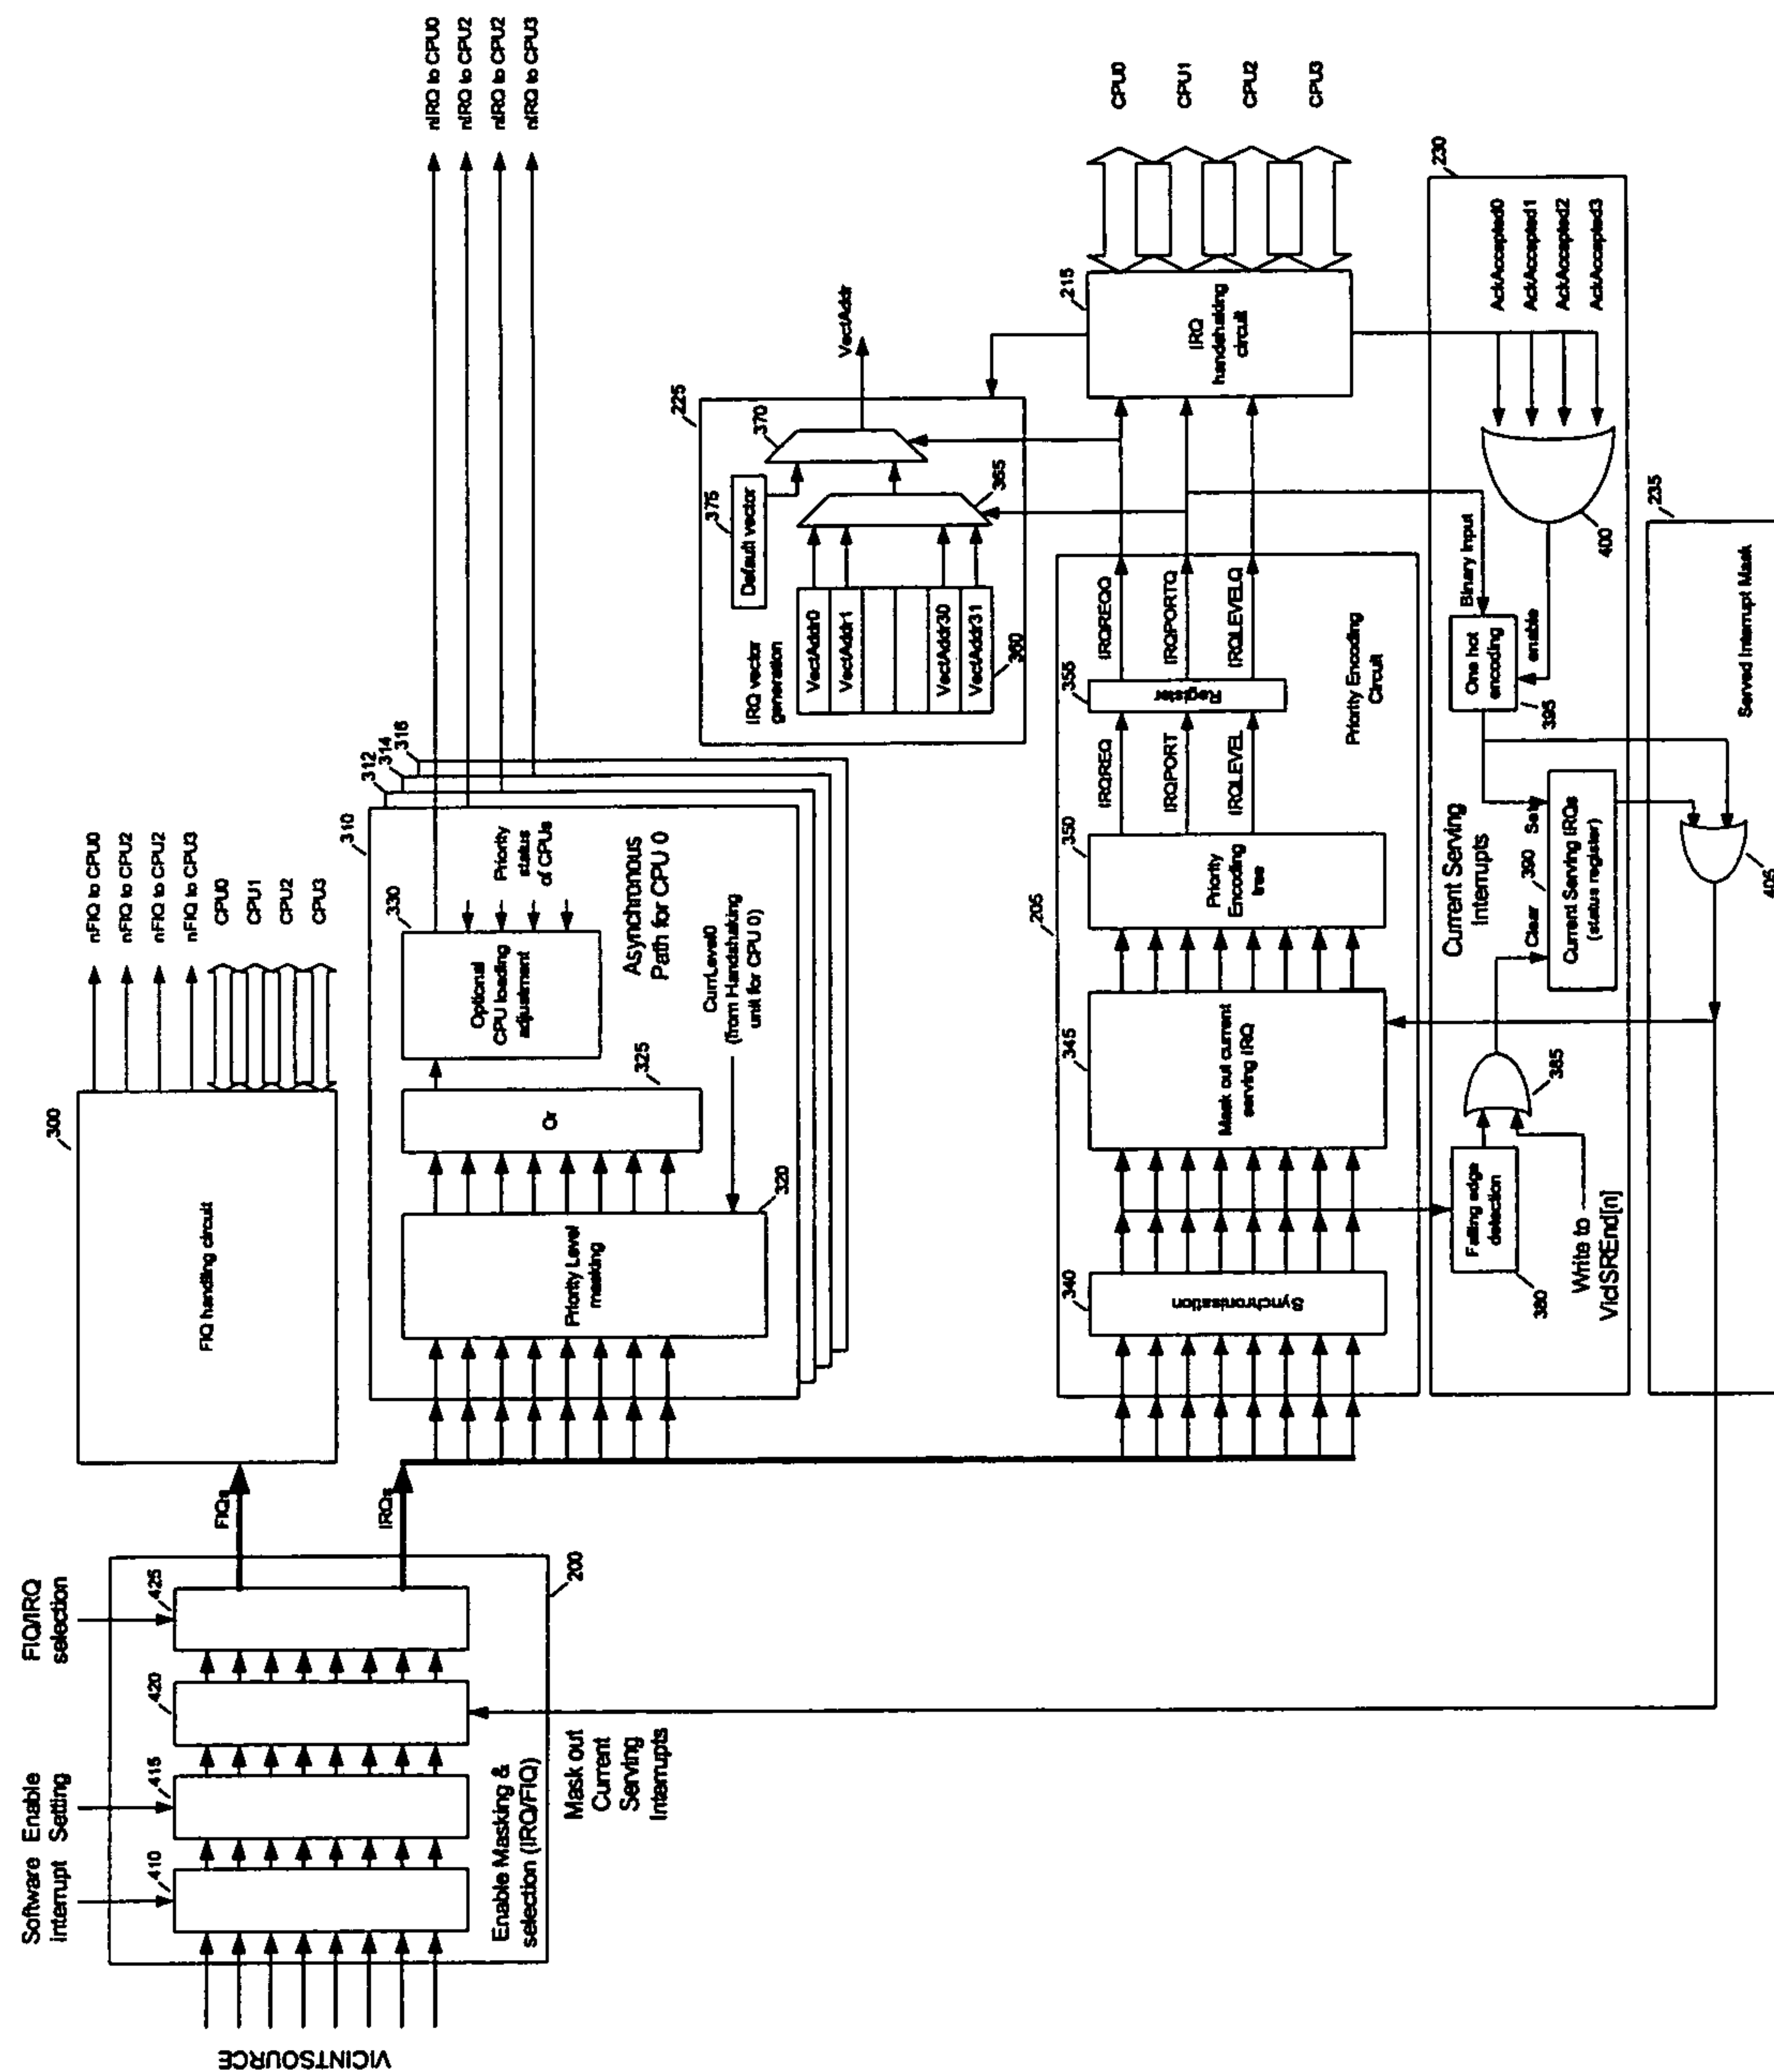 VICINTSOURCE
Software
interrupt
Enable
Setting
FIQ/IRQ
selection
410
415
420
425
Enable Masking &
selection (IRQ/FIQ)
200
Mask out
Current
Serving
Interrupts
FIQs
IRQs
300
FIQ handling circuit
nFIQ to CPU0
nFIQ to CPU2
nFIQ to CPU2
nFIQ to CPU3
CPU0
CPU1
CPU2
CPU3
310
312
314
316
Priority Level
masking
320
Or
325
330
Optional
CPU loading
adjustment
Priority
status
of CPUs
Asynchronous
Path for CPU 0
CurrLevel0
(from Handshaking
unit for CPU 0)
nIRQ to CPU0
nIRQ to CPU2
nIRQ to CPU2
nIRQ to CPU3
225
IRQ vector
generation
375
Default vector
370
365
VectAddr0
VectAddr1
VectAddr30
VectAddr31
360
VectAddr
205
340
Synchronisation
345
Mask out current
serving IRQ
350
Priority
Encoding
tree
IRQREQ
IRQPORT
IRQLEVEL
355
Register
IRQREQQ
IRQPORTQ
IRQLEVELQ
Priority Encoding
Circuit
215
IRQ
handshaking
circuit
CPU0
CPU1
CPU2
CPU3
230
Falling edge
detection
380
Write to
VicISREnd[n]
385
Current Serving
Interrupts
Clear
390
Set
Current Serving IRQs
(status register)
One hot
encoding
395
Binary Input
enable
400
AckAccepted0
AckAccepted1
AckAccepted2
AckAccepted3
235
405
Served Interrupt Mask